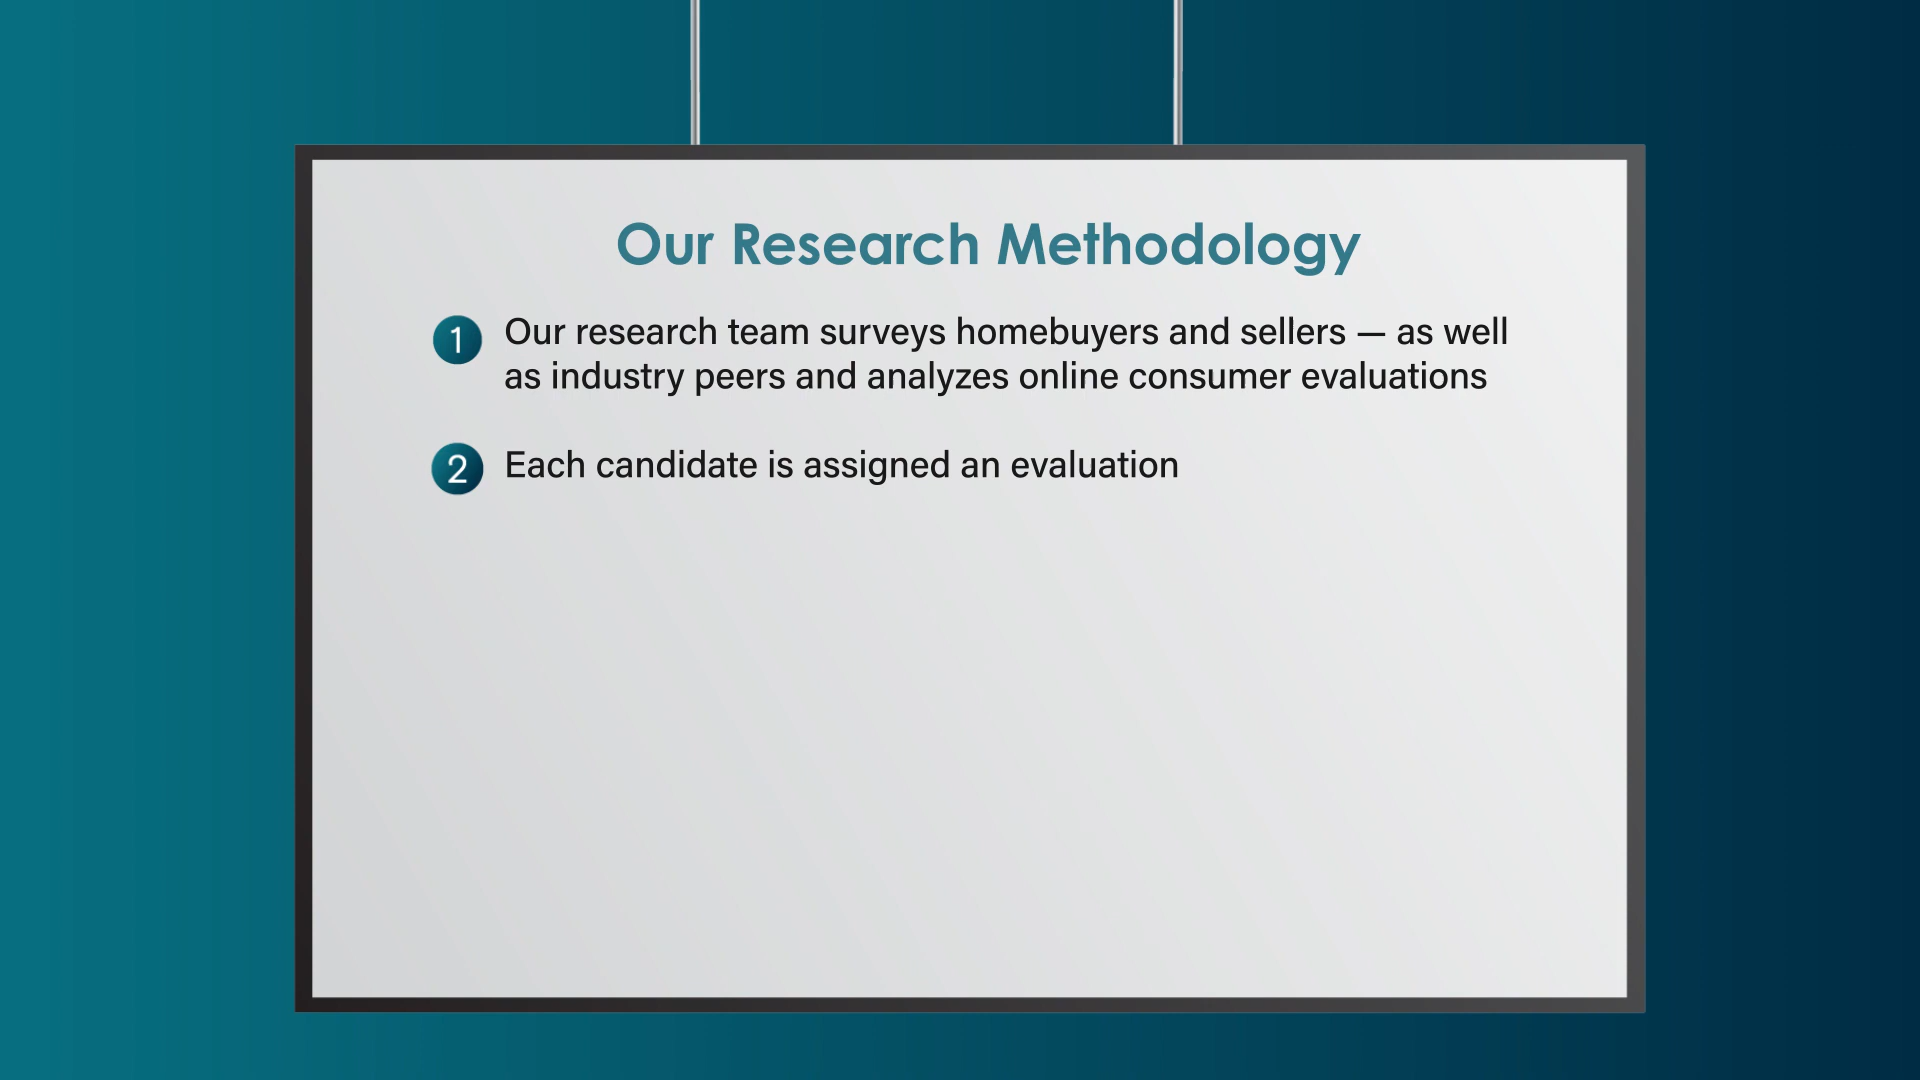 Our Research Methodology
1 Our research team surveys homebuyers and sellers — as well
as industry peers and analyzes online consumer evaluations
2 Each candidate is assigned an evaluation